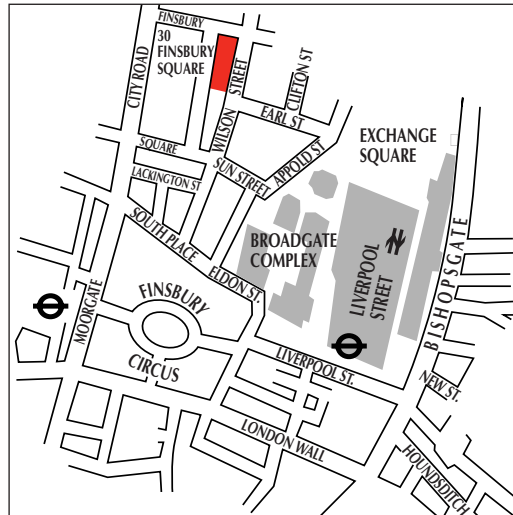 FINSBURY
30
FINSBURY
SQUARE
CITY ROAD
WILSON
STREET
CLIFTON ST
EARL ST
SQUARE
LACKINGTON ST
SUN STREET
APPOLD ST
EXCHANGE
SQUARE
SOUTH PLACE
BROADGATE
COMPLEX
ELDON ST.
LIVERPOOL
STREET
BISHOPSGATE
MOORGATE
FINSBURY
CIRCUS
LIVERPOOL ST.
NEW ST.
LONDON WALL
HOUNDSDITCH